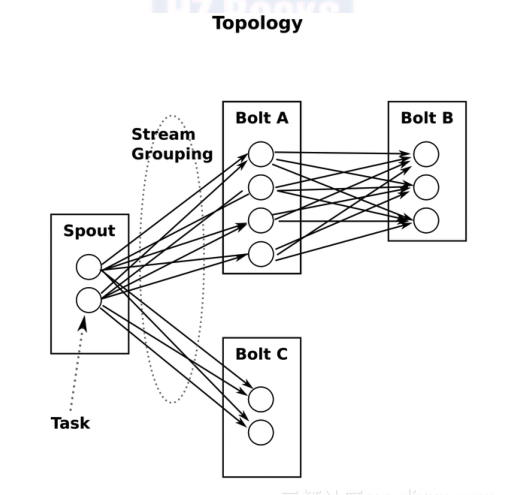 Topology
Stream
Grouping
Bolt A
Bolt B
Spout
Bolt C
Task